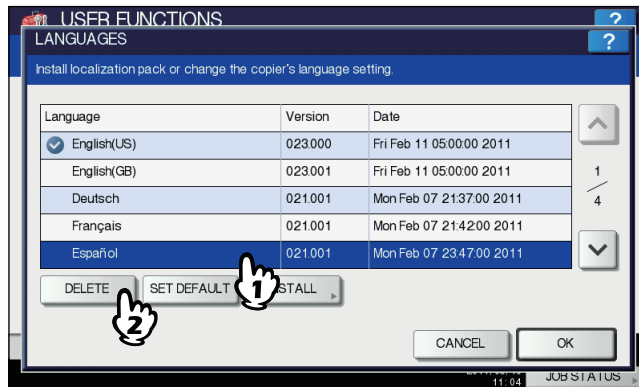 USER FUNCTIONS ?
LANGUAGES ?
Install localization pack or change the copier's language setting.
Language Version Date
English(US) 023.000 Fri Feb 11 05:00:00 2011
English(GB) 023.001 Fri Feb 11 05:00:00 2011
1
Deutsch 021.001 Mon Feb 07 21:37:00 2011
4
Français 021.001 Mon Feb 07 21:42:00 2011
Español 021.001 Mon Feb 07 23:47:00 2011
DELETE SET DEFAULT STALL
1
2
CANCEL OK
11:04 JOB STATUS